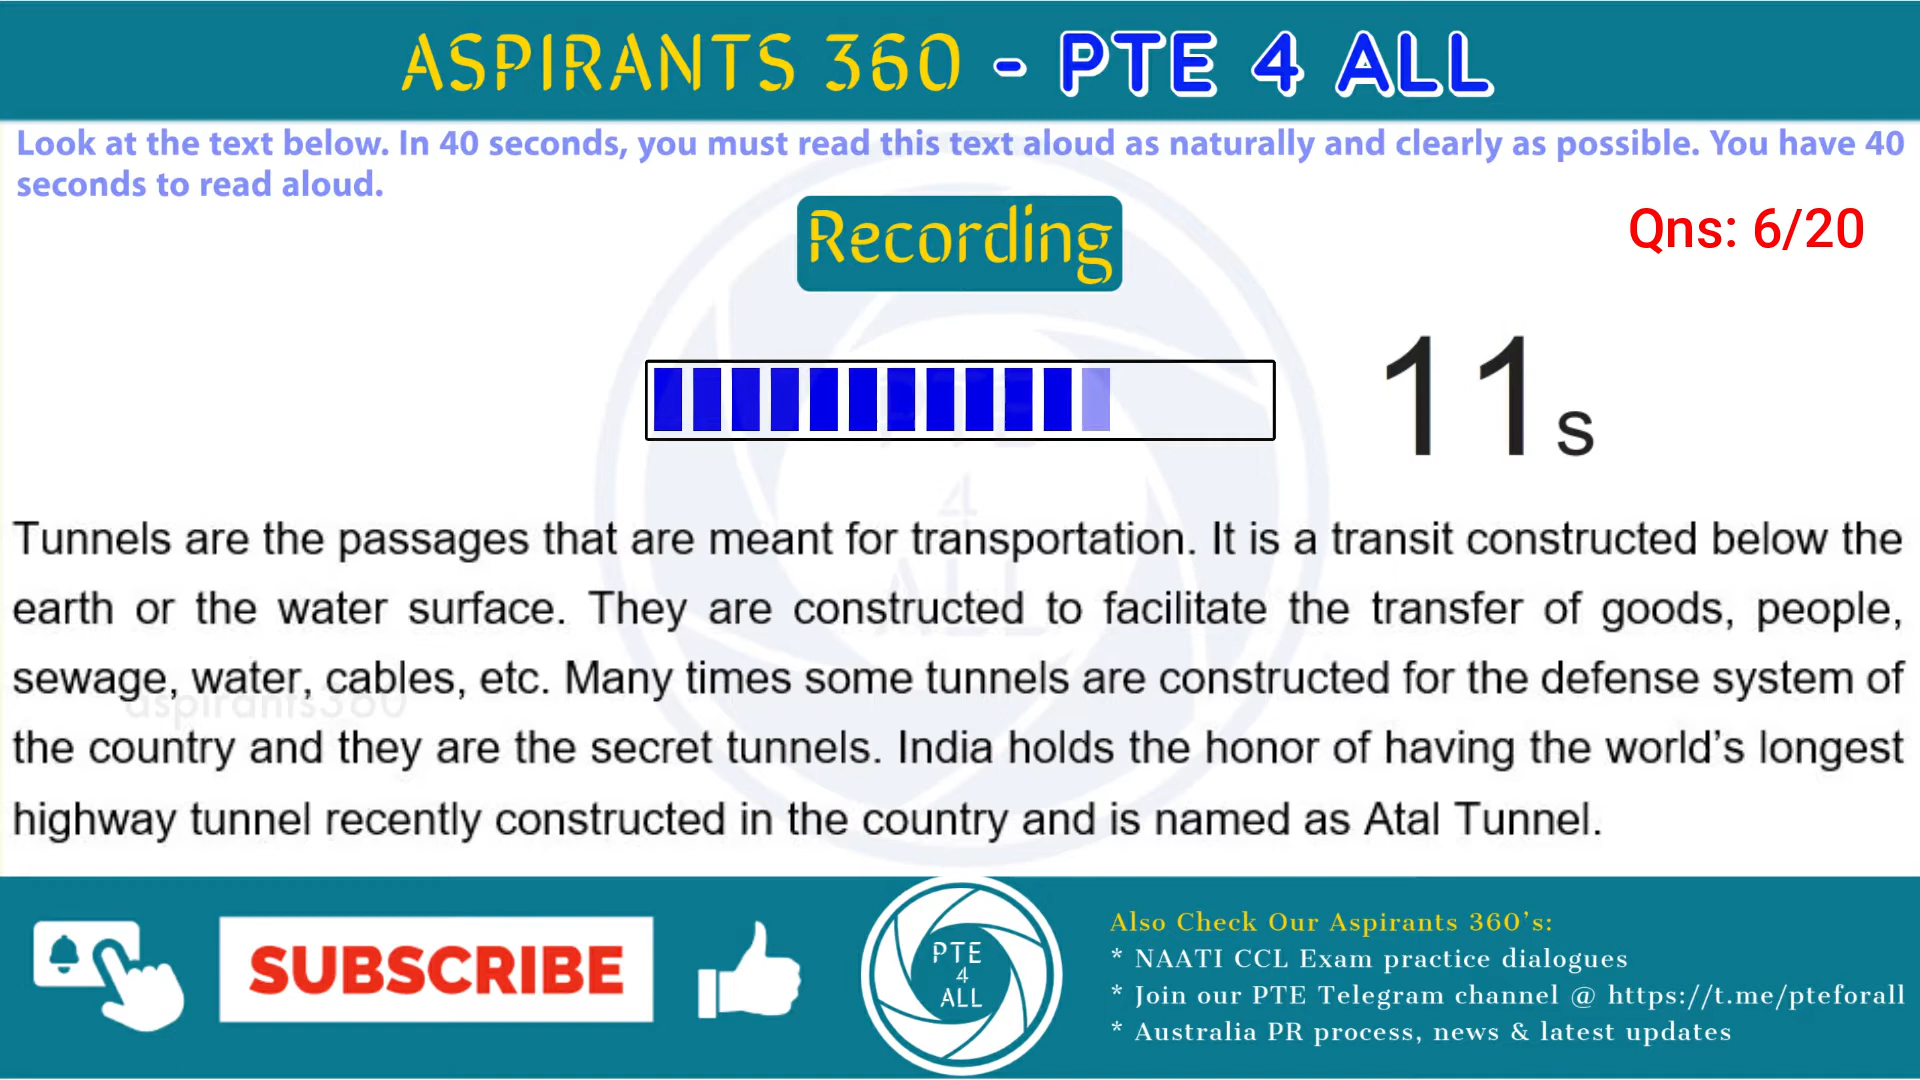 ASPIRANTS 360 - PTE 4 ALL
Look at the text below. In 40 seconds, you must read this text aloud as naturally and clearly as possible. You have 40
seconds to read aloud.
Recording
Qns: 6/20
11s
PTE
4
ALL
Tunnels are the passages that are meant for transportation. It is a transit constructed below the
earth or the water surface. They are constructed to facilitate the transfer of goods, people,
sewage, water, cables, etc. Many times some tunnels are constructed for the defense system of
aspirants360
the country and they are the secret tunnels. India holds the honor of having the world's longest
highway tunnel recently constructed in the country and is named as Atal Tunnel.
SUBSCRIBE
PTE
4
ALL
Also Check Our Aspirants 360's:
* NAATI CCL Exam practice dialogues
* Join our PTE Telegram channel @ https://t.me/pteforall
* Australia PR process, news & latest updates